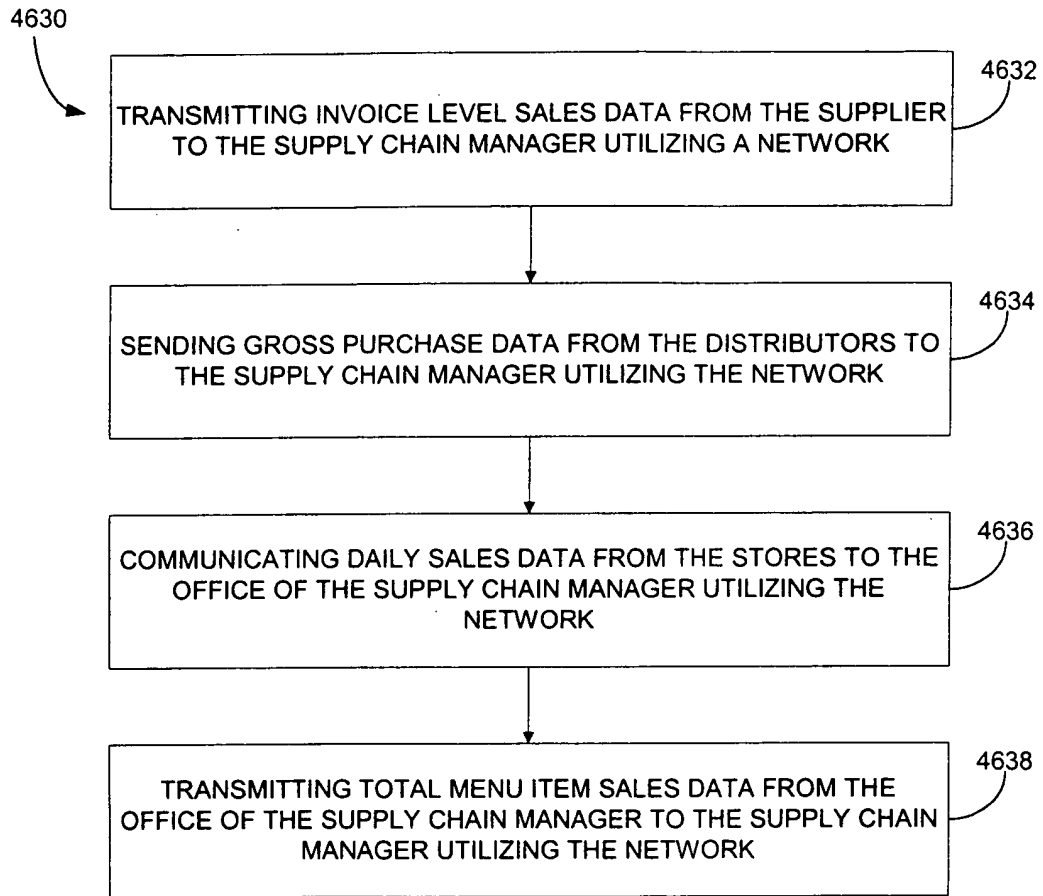 4630
4632
TRANSMITTING INVOICE LEVEL SALES DATA FROM THE SUPPLIER
TO THE SUPPLY CHAIN MANAGER UTILIZING A NETWORK
4634
SENDING GROSS PURCHASE DATA FROM THE DISTRIBUTORS TO
THE SUPPLY CHAIN MANAGER UTILIZING THE NETWORK
4636
COMMUNICATING DAILY SALES DATA FROM THE STORES TO THE
OFFICE OF THE SUPPLY CHAIN MANAGER UTILIZING THE
NETWORK
4638
TRANSMITTING TOTAL MENU ITEM SALES DATA FROM THE
OFFICE OF THE SUPPLY CHAIN MANAGER TO THE SUPPLY CHAIN
MANAGER UTILIZING THE NETWORK